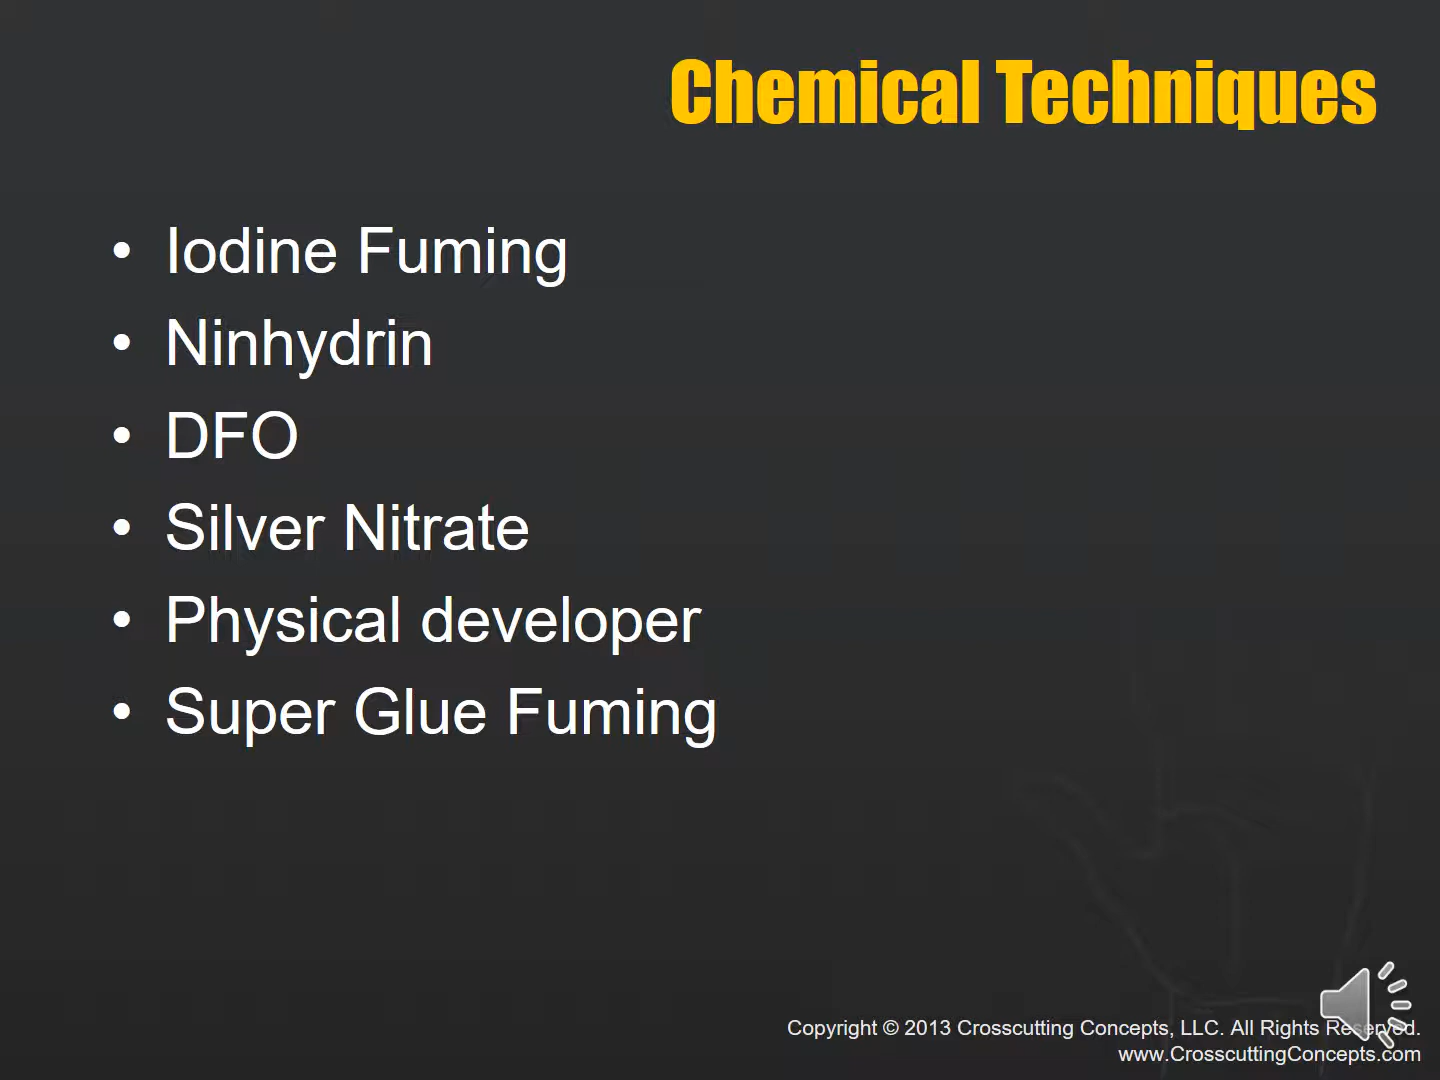 Chemical Techniques
• Iodine Fuming
• Ninhydrin
• DFO
• Silver Nitrate
• Physical developer
• Super Glue Fuming
Copyright © 2013 Crosscutting Concepts, LLC. All Rights Reserved.
www.CrosscuttingConcepts.com